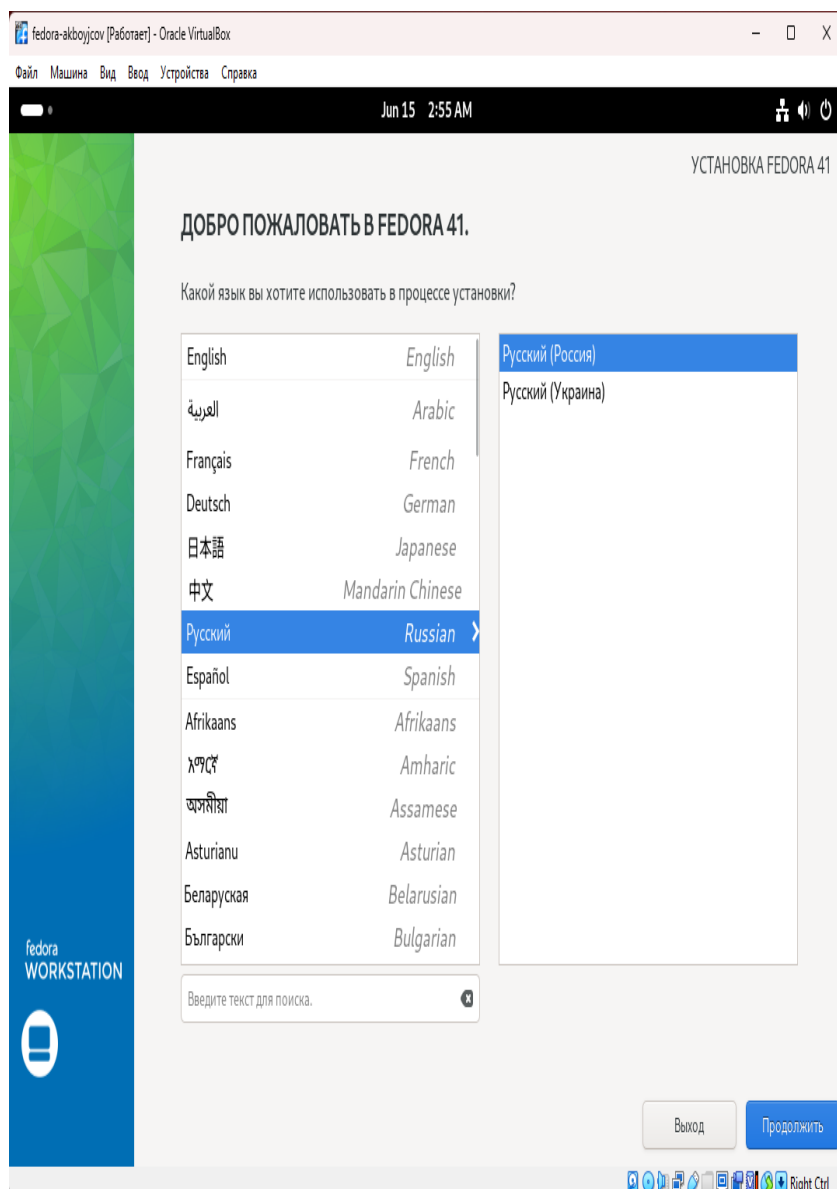 fedora-akboyjcov [Работает] - Oracle VirtualBox
Файл Машина Вид Ввод Устройства Справка
Jun 15 2:55 AM
УСТАНОВКА FEDORA 41
ДОБРО ПОЖАЛОВАТЬ В FEDORA 41.
Какой язык вы хотите использовать в процессе установки?
English English
العربية Arabic
Français French
Deutsch German
日本語 Japanese
中文 Mandarin Chinese
Русский Russian
Español Spanish
Afrikaans Afrikaans
አማርኛ Amharic
অসমীয়া Assamese
Asturianu Asturian
Беларуская Belarusian
Български Bulgarian
Русский (Россия)
Русский (Украина)
Введите текст для поиска.
fedora
WORKSTATION
Выход
Продолжить
Right Ctrl